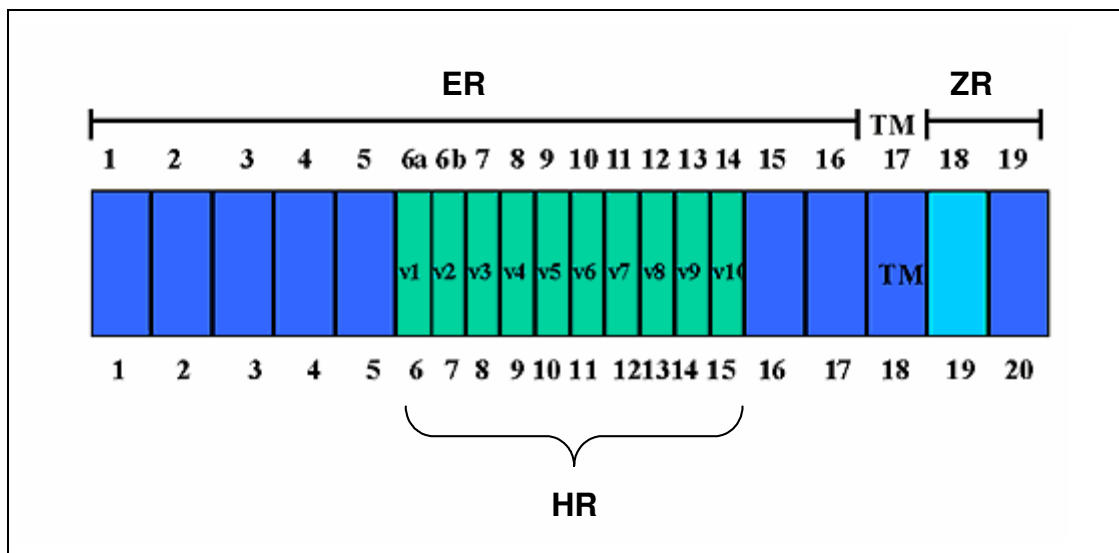 ER ZR
TM
1 2 3 4 5 6a 6b 7 8 9 10 11 12 13 14 15 16 17 18 19
v1 v2 v3 v4 v5 v6 v7 v8 v9 v10 TM
1 2 3 4 5 6 7 8 9 10 11 12 13 14 15 16 17 18 19 20
HR